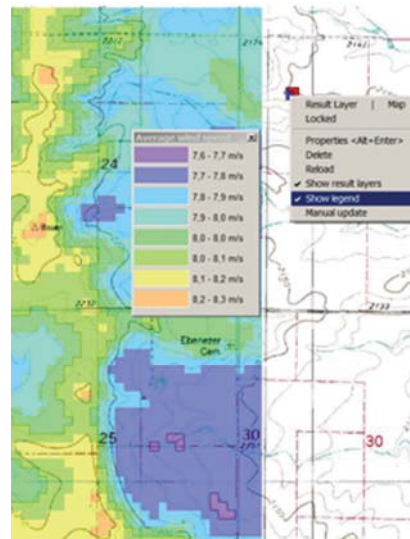 24
Average wind speed
7,6 - 7,7 m/s
7,7 - 7,8 m/s
7,8 - 7,9 m/s
7,9 - 8,0 m/s
8,0 - 8,0 m/s
8,0 - 8,1 m/s
8,1 - 8,2 m/s
8,2 - 8,3 m/s
Result Layer | Map
Locked
Properties <Alt+Enter>
Delete
Reload
Show result layers
Show legend
Manual update
Bauer
Ebenezer
Cem.
25
30
30